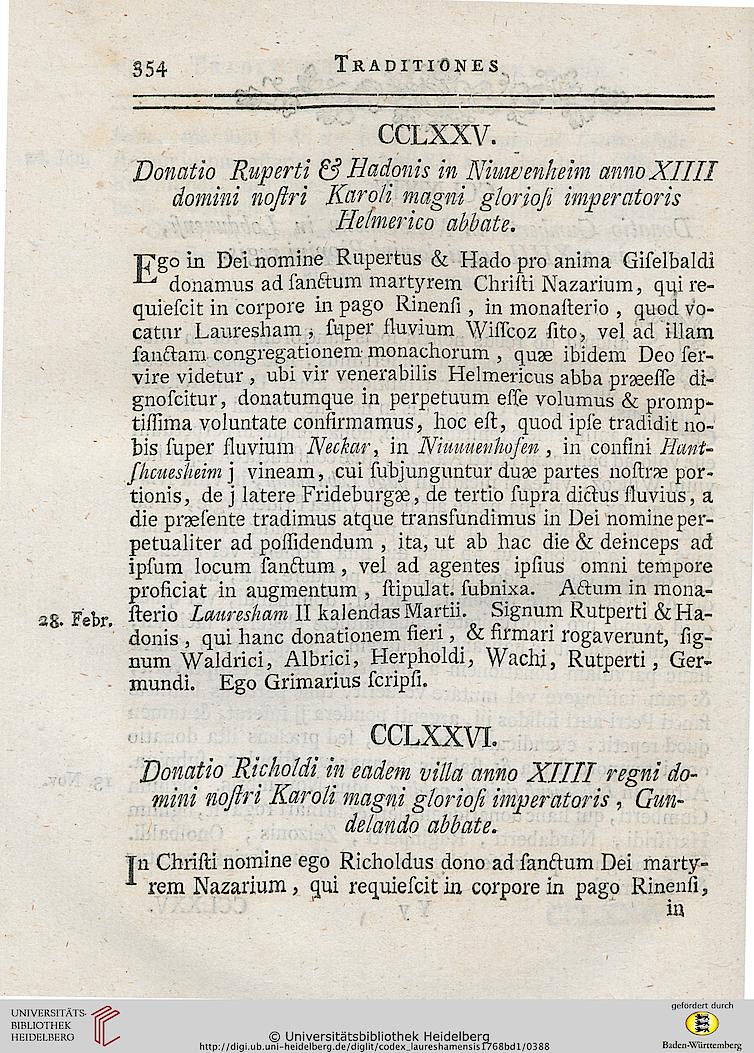 354 TRADITIONES
CCLXXV.
Donatio Ruperti & Hadonis in Niuwenheim anno XIIII
domini noſtri Karoli magni glorioſi imperatoris
Helmerico abbate.
Ego in Dei nomine Rupertus & Hado pro anima Giſelbaldi
donamus ad ſanctum martyrem Chriſti Nazarium, qui re-
quieſcit in corpore in pago Rinenſi, in monaſterio, quod vo-
catur Laureſham, ſuper fluvium Wiſſcoz ſito, vel ad illam
ſanctam congregationem monachorum, quæ ibidem Deo ſer-
vire videtur, ubi vir venerabilis Helmericus abba præeſſe di-
gnoſcitur, donatumque in perpetuum eſſe volumus & promp-
tiſſima voluntate confirmamus, hoc eſt, quod ipſe tradidit no-
bis ſuper fluvium Neckar, in Niuuuenhofen, in confini Hant-
ſhcuesheim j vineam, cui ſubjunguntur duæ partes noſtræ por-
tionis, de j latere Frideburgæ, de tertio ſupra dictus fluvius, a
die præſente tradimus atque transfundimus in Dei nomine per-
petualiter ad poſſidendum, ita, ut ab hac die & deinceps ad
ipſum locum ſanctum, vel ad agentes ipſius omni tempore
proficiat in augmentum, ſtipulat. ſubnixa. Actum in mona-
28. Febr. ſterio Laureſham II kalendas Martii. Signum Rutperti & Ha-
donis, qui hanc donationem fieri, & firmari rogaverunt, ſig-
num Waldrici, Albrici, Herpholdi, Wachi, Rutperti, Ger-
mundi. Ego Grimarius ſcripſi.
CCLXXVI.
Donatio Richoldi in eadem villa anno XIIII regni do-
mini noſtri Karoli magni glorioſi imperatoris, Gun-
delando abbate.
In Chriſti nomine ego Richoldus dono ad ſanctum Dei marty-
rem Nazarium, qui requieſcit in corpore in pago Rinenſi,
in
UNIVERSITÄTS-
BIBLIOTHEK
HEIDELBERG
© Universitätsbibliothek Heidelberg
http://digi.ub.uni-heidelberg.de/diglit/codex_laureshamensis1768bd1/0388
gefördert durch
Baden-Württemberg